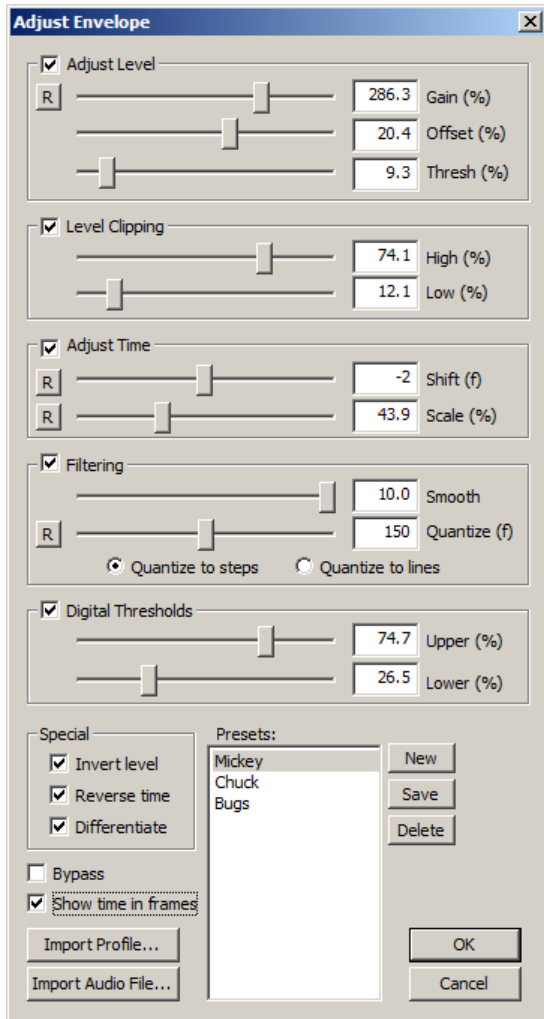 Adjust Envelope
Adjust Level
R 286.3 Gain (%)
20.4 Offset (%)
9.3 Thresh (%)
Level Clipping
74.1 High (%)
12.1 Low (%)
Adjust Time
R -2 Shift (f)
R 43.9 Scale (%)
Filtering
10.0 Smooth
R 150 Quantize (f)
Quantize to steps Quantize to lines
Digital Thresholds
74.7 Upper (%)
26.5 Lower (%)
Special
Invert level
Reverse time
Differentiate
Bypass
Show time in frames
Import Profile...
Import Audio File...
Presets:
Mickey
Chuck
Bugs
New
Save
Delete
OK
Cancel